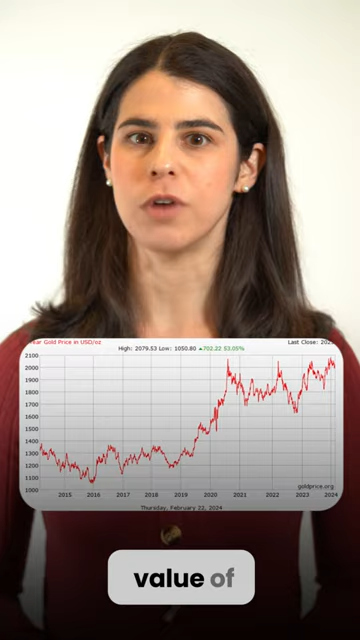 Year Gold Price in USD/oz
High: 2079.53 Low: 1050.80 ▲702.22 53.05% Last Close: 202
2100
2000
1900
1800
1700
1600
1500
1400
1300
1200
1100
1000
2015 2016 2017 2018 2019 2020 2021 2022 2023 2024
goldprice.org
Thursday, February 22, 2024
value of